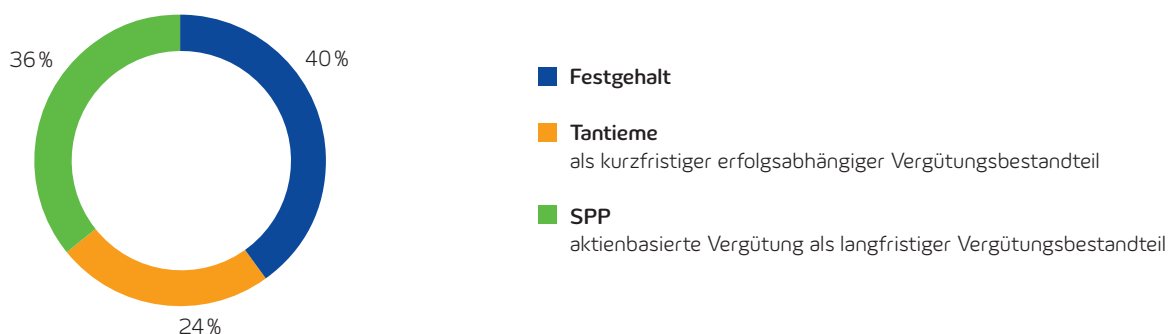 36 %
40 %
24 %
Festgehalt
Tantieme
als kurzfristiger erfolgsabhängiger Vergütungsbestandteil
SPP
aktienbasierte Vergütung als langfristiger Vergütungsbestandteil